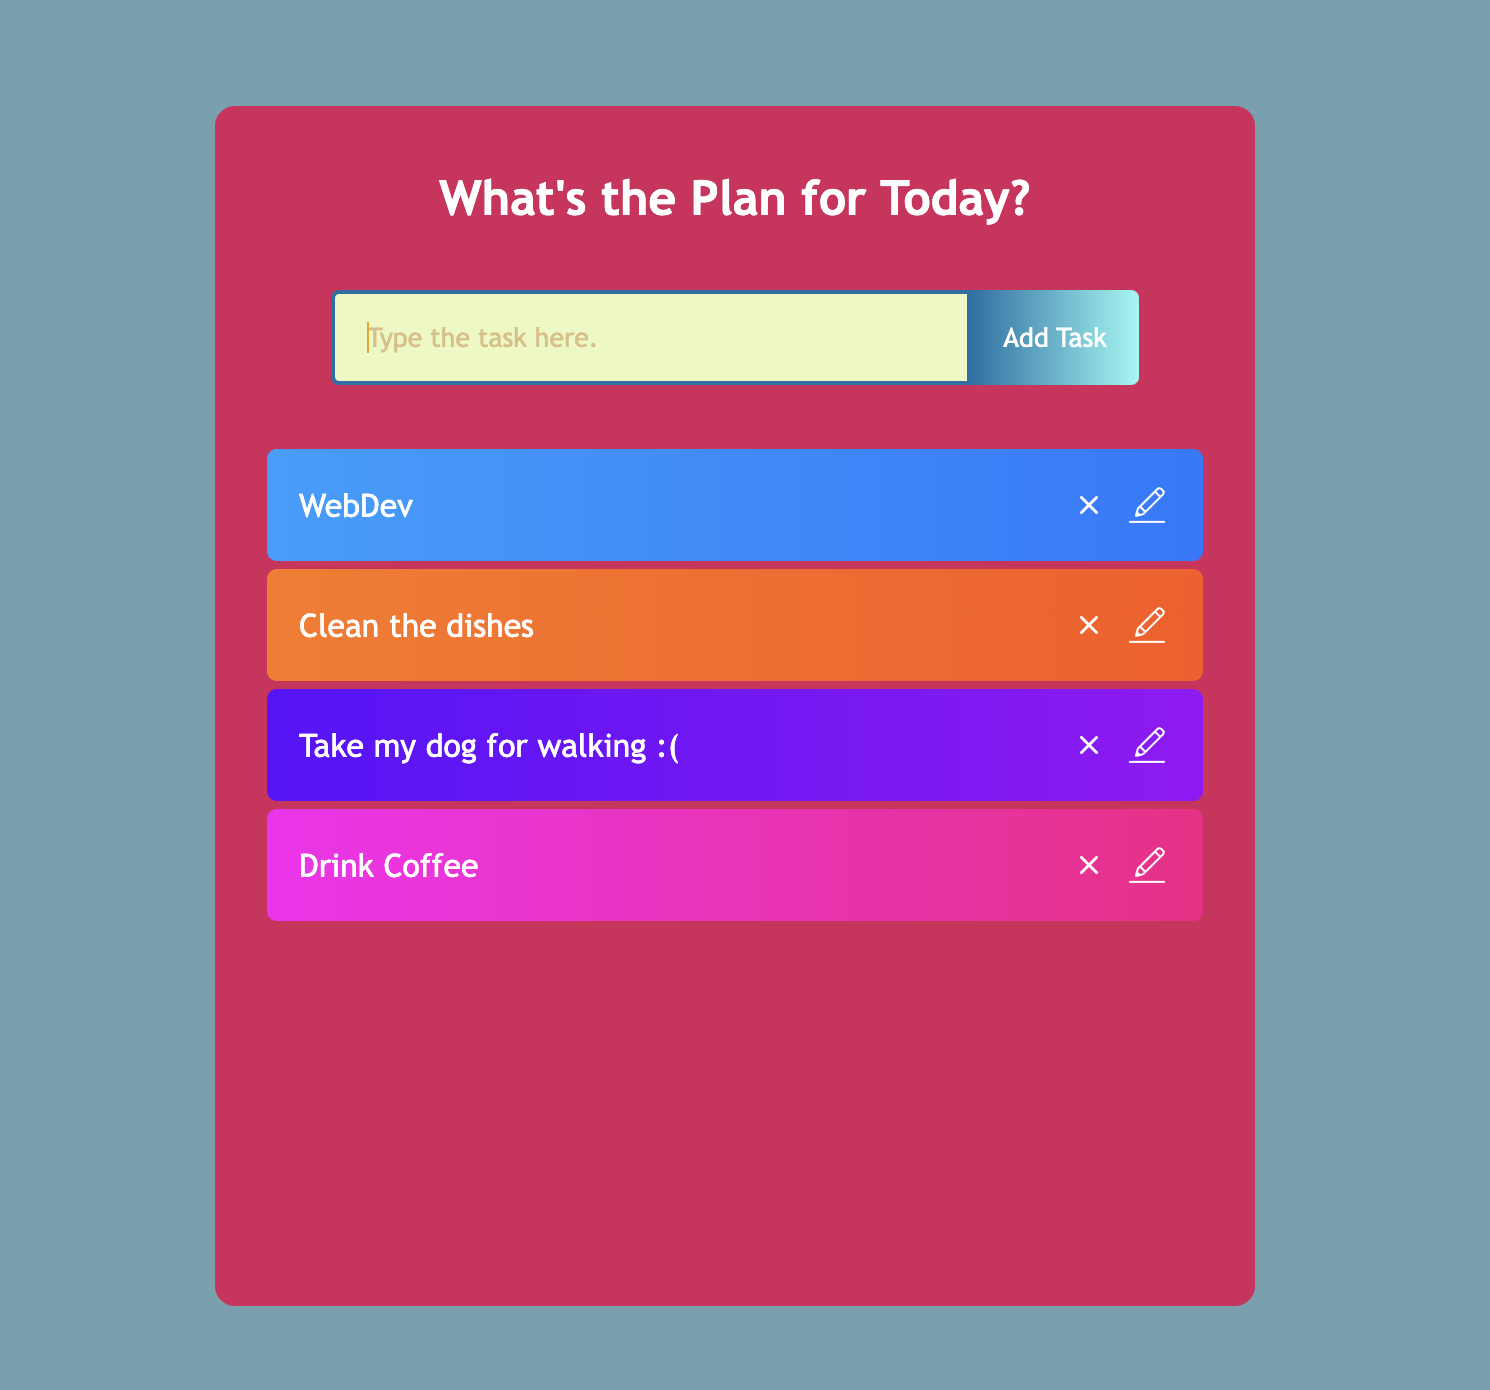 What's the Plan for Today?
Type the task here.
Add Task
WebDev
Clean the dishes
Take my dog for walking :(
Drink Coffee